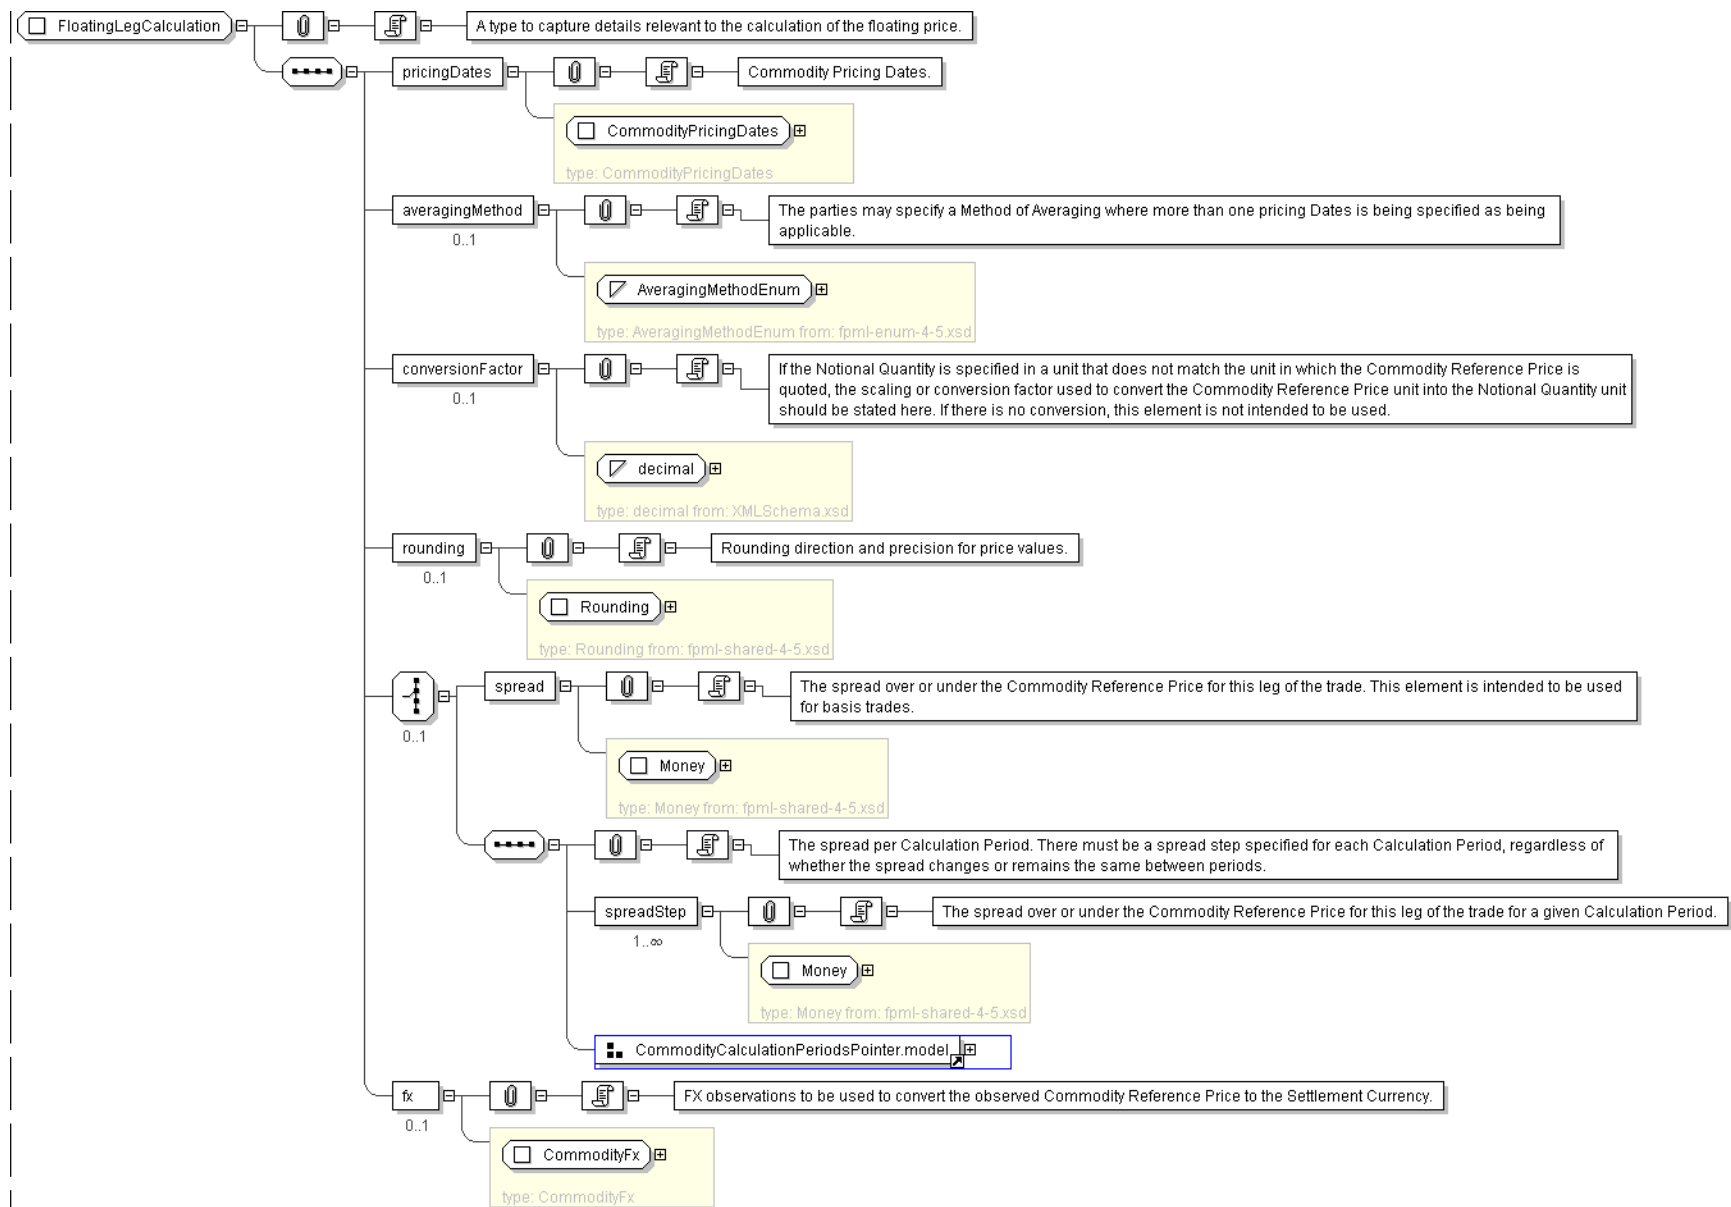 FloatingLegCalculation
A type to capture details relevant to the calculation of the floating price.
pricingDates
Commodity Pricing Dates.
CommodityPricingDates
type: CommodityPricingDates
averagingMethod
0..1
The parties may specify a Method of Averaging where more than one pricing Dates is being specified as being
applicable.
AveragingMethodEnum
type: AveragingMethodEnum from: fpml-enum-4-5.xsd
conversionFactor
0..1
If the Notional Quantity is specified in a unit that does not match the unit in which the Commodity Reference Price is
quoted, the scaling or conversion factor used to convert the Commodity Reference Price unit into the Notional Quantity unit
should be stated here. If there is no conversion, this element is not intended to be used.
decimal
type: decimal from: XMLSchema.xsd
rounding
0..1
Rounding direction and precision for price values.
Rounding
type: Rounding from: fpml-shared-4-5.xsd
0..1
spread
The spread over or under the Commodity Reference Price for this leg of the trade. This element is intended to be used
for basis trades.
Money
type: Money from: fpml-shared-4-5.xsd
The spread per Calculation Period. There must be a spread step specified for each Calculation Period, regardless of
whether the spread changes or remains the same between periods.
spreadStep
1..∞
The spread over or under the Commodity Reference Price for this leg of the trade for a given Calculation Period.
Money
type: Money from: fpml-shared-4-5.xsd
CommodityCalculationPeriodsPointer.model
fx
0..1
FX observations to be used to convert the observed Commodity Reference Price to the Settlement Currency.
CommodityFx
type: CommodityFx